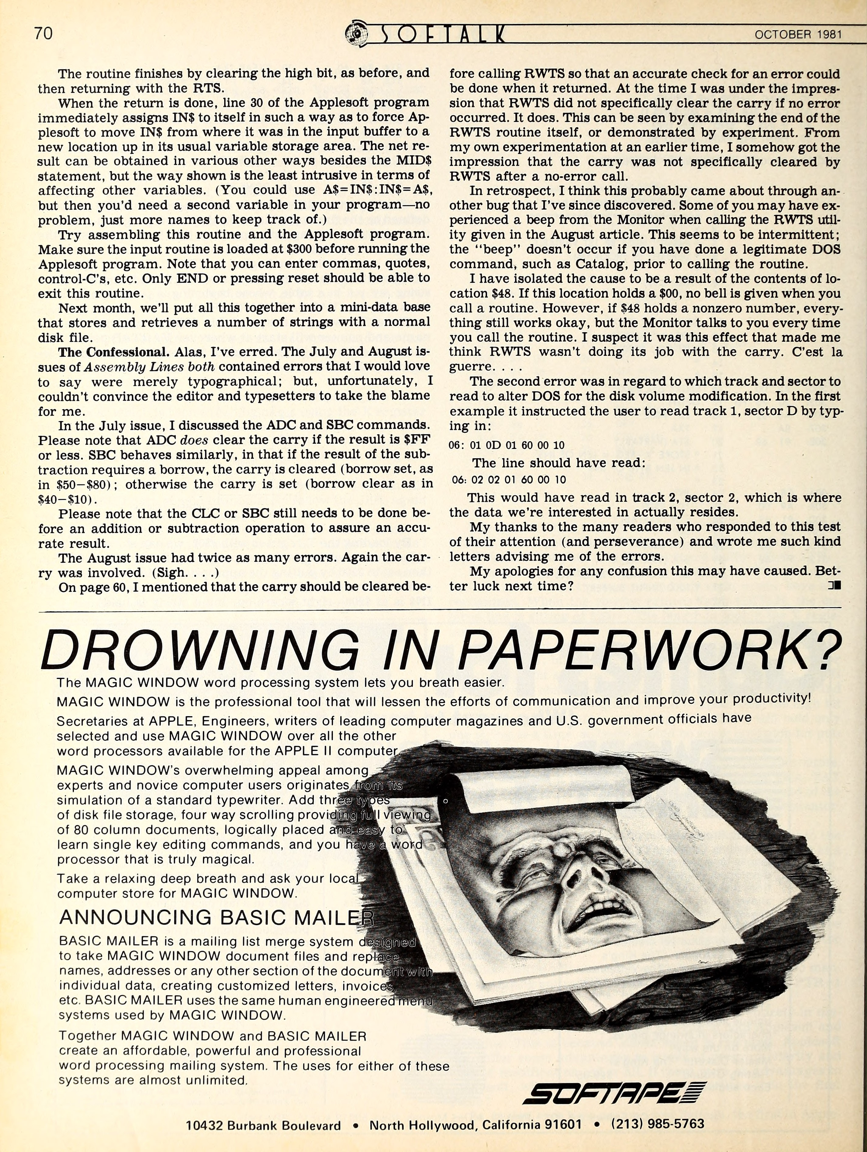 70
SOFTALK
OCTOBER 1981
The routine finishes by clearing the high bit, as before, and
then returning with the RTS.
When the return is done, line 30 of the Applesoft program
immediately assigns IN$ to itself in such a way as to force Ap-
plesoft to move IN$ from where it was in the input buffer to a
new location up in its usual variable storage area. The net re-
sult can be obtained in various other ways besides the MID$
statement, but the way shown is the least intrusive in terms of
affecting other variables. (You could use A$=IN$:IN$=A$,
but then you'd need a second variable in your program—no
problem, just more names to keep track of.)
Try assembling this routine and the Applesoft program.
Make sure the input routine is loaded at $300 before running the
Applesoft program. Note that you can enter commas, quotes,
control-C's, etc. Only END or pressing reset should be able to
exit this routine.
Next month, we'll put all this together into a mini-data base
that stores and retrieves a number of strings with a normal
disk file.
The Confessional. Alas, I've erred. The July and August is-
sues of Assembly Lines both contained errors that I would love
to say were merely typographical; but, unfortunately, I
couldn't convince the editor and typesetters to take the blame
for me.
In the July issue, I discussed the ADC and SBC commands.
Please note that ADC does clear the carry if the result is $FF
or less. SBC behaves similarly, in that if the result of the sub-
traction requires a borrow, the carry is cleared (borrow set, as
in $50−$80); otherwise the carry is set (borrow clear as in
$40−$10).
Please note that the CLC or SBC still needs to be done be-
fore an addition or subtraction operation to assure an accu-
rate result.
The August issue had twice as many errors. Again the car-
ry was involved. (Sigh. . . .)
On page 60, I mentioned that the carry should be cleared be-
fore calling RWTS so that an accurate check for an error could
be done when it returned. At the time I was under the impres-
sion that RWTS did not specifically clear the carry if no error
occurred. It does. This can be seen by examining the end of the
RWTS routine itself, or demonstrated by experiment. From
my own experimentation at an earlier time, I somehow got the
impression that the carry was not specifically cleared by
RWTS after a no-error call.
In retrospect, I think this probably came about through an-
other bug that I've since discovered. Some of you may have ex-
perienced a beep from the Monitor when calling the RWTS util-
ity given in the August article. This seems to be intermittent;
the "beep" doesn't occur if you have done a legitimate DOS
command, such as Catalog, prior to calling the routine.
I have isolated the cause to be a result of the contents of lo-
cation $48. If this location holds a $00, no bell is given when you
call a routine. However, if $48 holds a nonzero number, every-
thing still works okay, but the Monitor talks to you every time
you call the routine. I suspect it was this effect that made me
think RWTS wasn't doing its job with the carry. C'est la
guerre. . . .
The second error was in regard to which track and sector to
read to alter DOS for the disk volume modification. In the first
example it instructed the user to read track 1, sector D by typ-
ing in:
06: 01 0D 01 60 00 10
The line should have read:
06: 02 02 01 60 00 10
This would have read in track 2, sector 2, which is where
the data we're interested in actually resides.
My thanks to the many readers who responded to this test
of their attention (and perseverance) and wrote me such kind
letters advising me of the errors.
My apologies for any confusion this may have caused. Bet-
ter luck next time?
DROWNING IN PAPERWORK?
The MAGIC WINDOW word processing system lets you breath easier.
MAGIC WINDOW is the professional tool that will lessen the efforts of communication and improve your productivity!
Secretaries at APPLE, Engineers, writers of leading computer magazines and U.S. government officials have
selected and use MAGIC WINDOW over all the other
word processors available for the APPLE II computer.
MAGIC WINDOW's overwhelming appeal among
experts and novice computer users originates from its
simulation of a standard typewriter. Add three types
of disk file storage, four way scrolling providing full viewing
of 80 column documents, logically placed and easy to
learn single key editing commands, and you have a word
processor that is truly magical.
Take a relaxing deep breath and ask your local
computer store for MAGIC WINDOW.
ANNOUNCING BASIC MAILER
BASIC MAILER is a mailing list merge system designed
to take MAGIC WINDOW document files and replace
names, addresses or any other section of the document with
individual data, creating customized letters, invoices,
etc. BASIC MAILER uses the same human engineered menu
systems used by MAGIC WINDOW.
Together MAGIC WINDOW and BASIC MAILER
create an affordable, powerful and professional
word processing mailing system. The uses for either of these
systems are almost unlimited.
SOFTAPE
10432 Burbank Boulevard • North Hollywood, California 91601 • (213) 985-5763